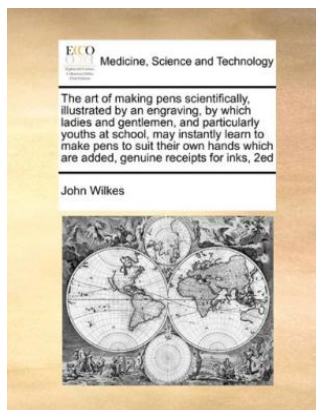 ECCO
Medicine, Science and Technology
The art of making pens scientifically,
illustrated by an engraving, by which
ladies and gentlemen, and particularly
youths at school, may instantly learn to
make pens to suit their own hands which
are added, genuine receipts for inks, 2ed
John Wilkes